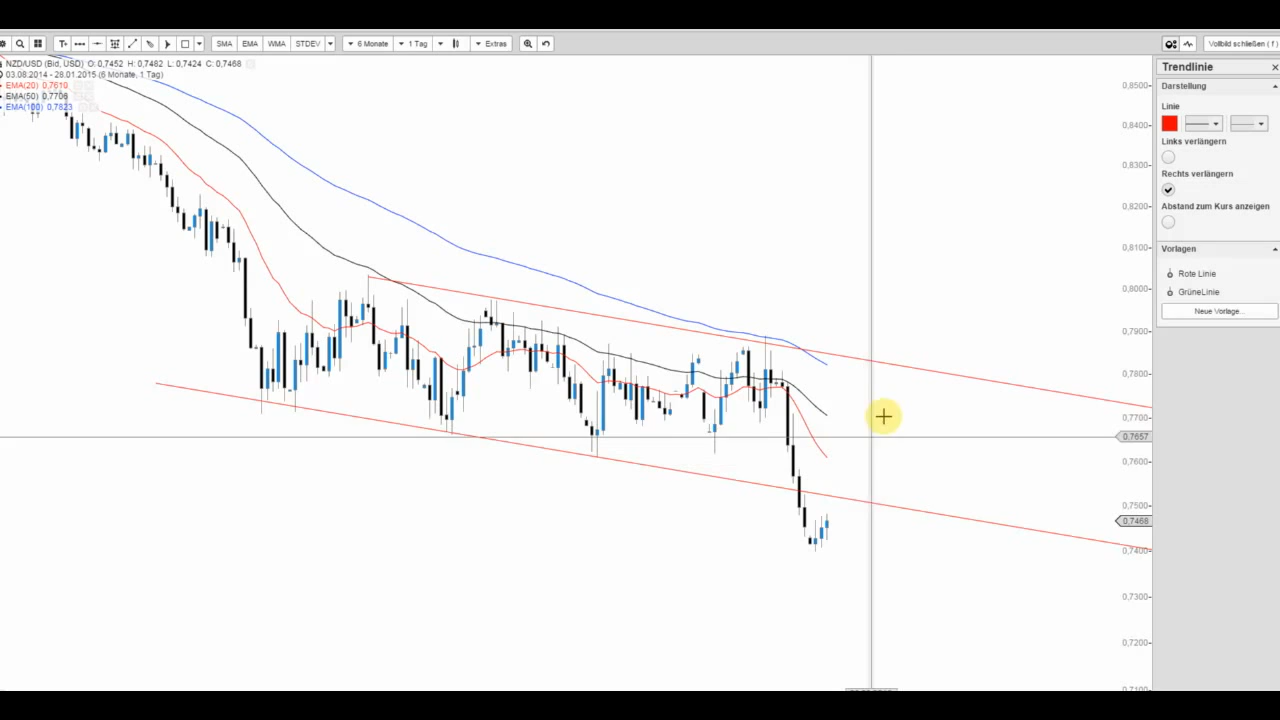 SMA EMA WMA STDEV 6 Monate 1 Tag Extras Vollbild schließen ( f )
NZD/USD (Bid, USD) O: 0,7452 H: 0,7482 L: 0,7424 C: 0,7468
03.08.2014 - 28.01.2015 (6 Monate, 1 Tag)
EMA(20) 0,7610
EMA(50) 0,7706
EMA(100) 0,7823
0,8500
0,8400
0,8300
0,8200
0,8100
0,8000
0,7900
0,7800
0,7700
0,7657
0,7600
0,7500
0,7468
0,7400
0,7300
0,7200
0,7100
Trendlinie
Darstellung
Linie
Links verlängern
Rechts verlängern
Abstand zum Kurs anzeigen
Vorlagen
Rote Linie
GrüneLinie
Neue Vorlage...